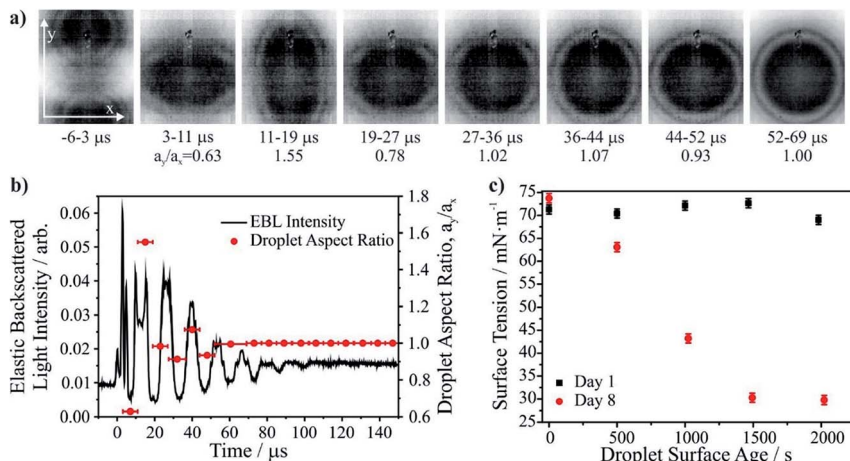 a)
y
x
-6-3 μs 3-11 μs 11-19 μs 19-27 μs 27-36 μs 36-44 μs 44-52 μs 52-69 μs
aᵧ/aₓ=0.63 1.55 0.78 1.02 1.07 0.93 1.00
b)
Elastic Backscattered
Light Intensity / arb.
0.06
0.05
0.04
0.03
0.02
0.01
0.00
EBL Intensity
Droplet Aspect Ratio
1.8
1.6
1.4
1.2
1.0
0.8
0.6
Droplet Aspect Ratio, aᵧ/aₓ
0 20 40 60 80 100 120 140
Time / μs
c)
Surface Tension / mN·m⁻¹
75
70
65
60
55
50
45
40
35
30
25
Day 1
Day 8
0 500 1000 1500 2000
Droplet Surface Age / s